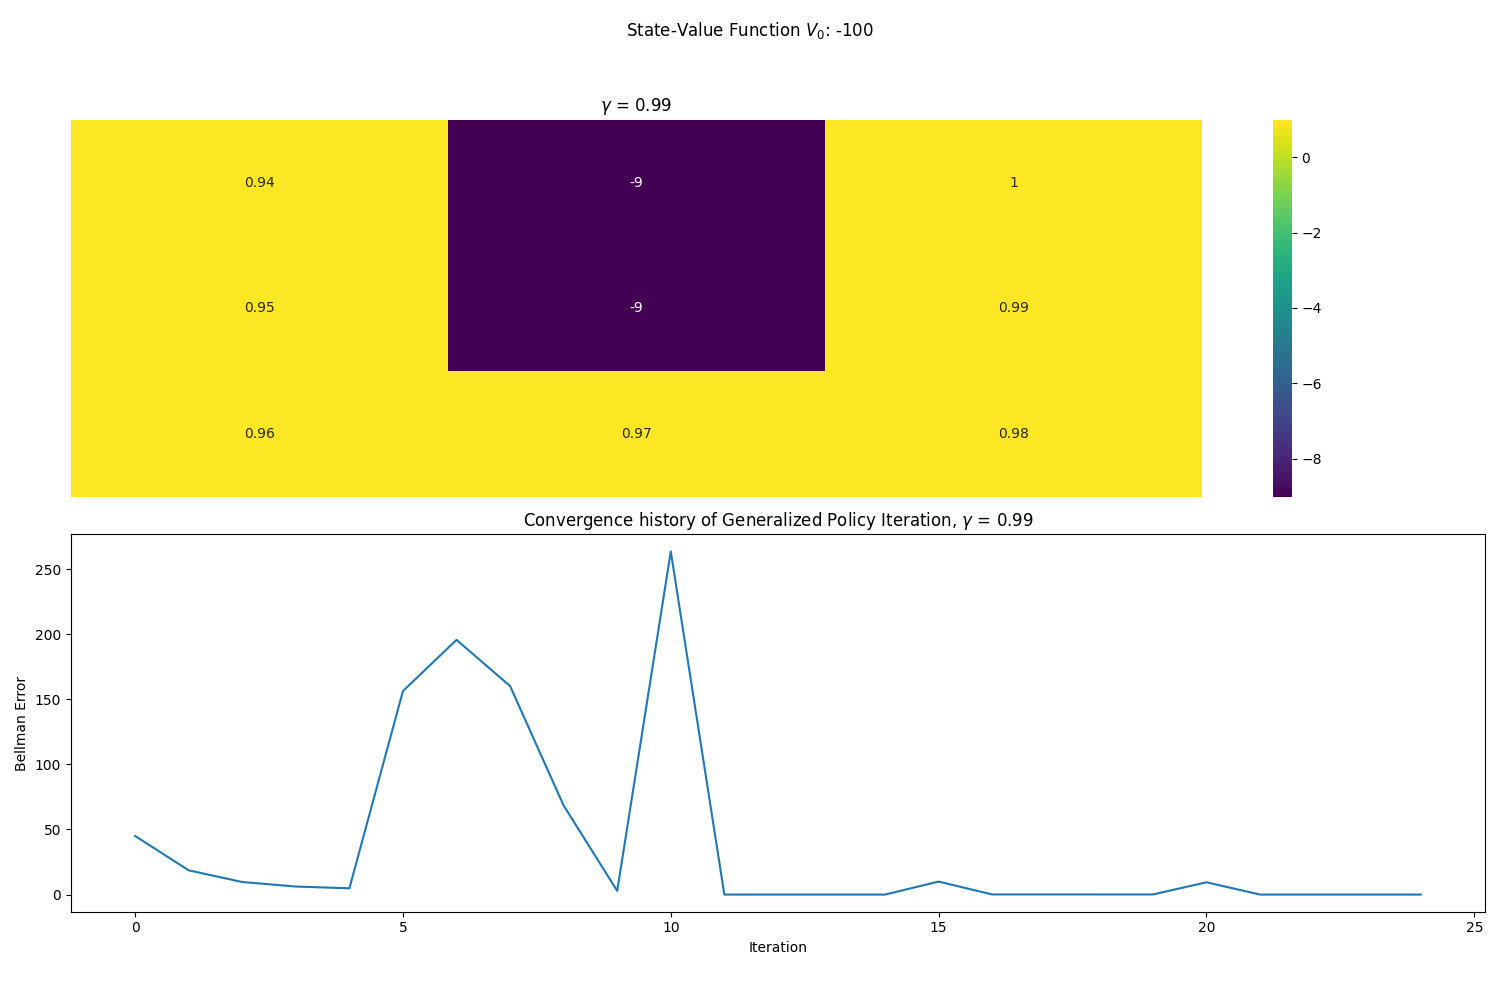 State-Value Function V₀: -100
γ = 0.99
0.94 -9 1
0.95 -9 0.99
0.96 0.97 0.98
0
−2
−4
−6
−8
Convergence history of Generalized Policy Iteration, γ = 0.99
Bellman Error
250
200
150
100
50
0
0 5 10 15 20 25
Iteration